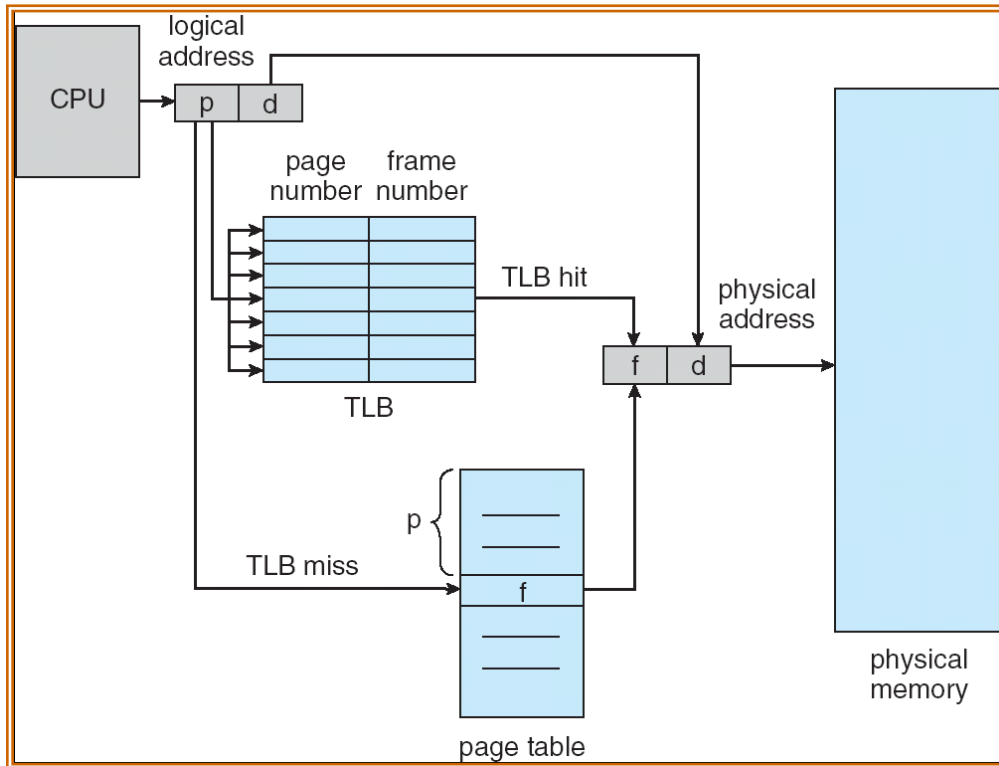 logical
address
CPU
p
d
page
number
frame
number
TLB hit
physical
address
f
d
TLB
p
TLB miss
f
physical
memory
page table